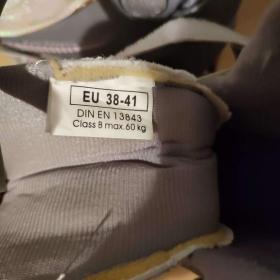 EU 38-41
DIN EN 13843
Class B max.60 kg